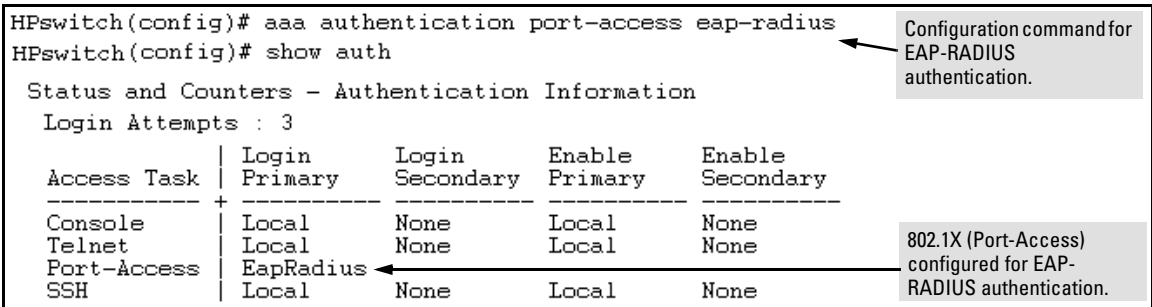 HPswitch(config)# aaa authentication port-access eap-radius
HPswitch(config)# show auth
Configuration command for
EAP-RADIUS
authentication.
Status and Counters - Authentication Information
Login Attempts : 3
| Login Login Enable Enable
Access Task | Primary Secondary Primary Secondary
----------- + ---------- ---------- ---------- ----------
Console | Local None Local None
Telnet | Local None Local None
Port-Access | EapRadius
SSH | Local None Local None
802.1X (Port-Access)
configured for EAP-
RADIUS authentication.